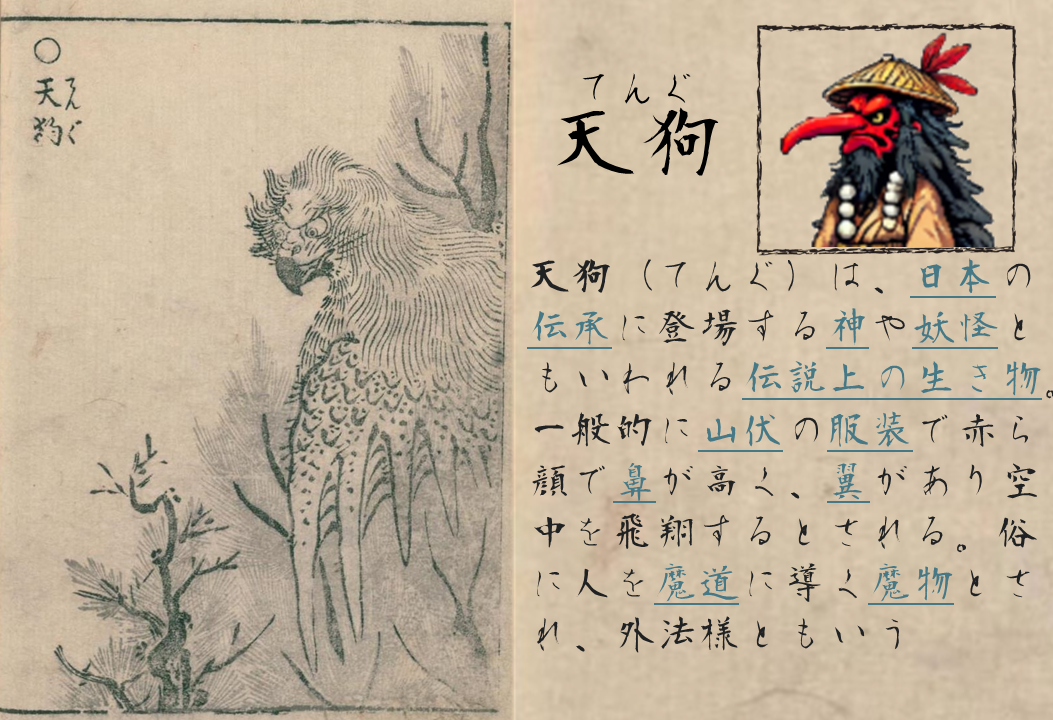 ○天狗
てんぐ
てんぐ
天狗
天狗（てんぐ）は、日本の
伝承に登場する神や妖怪と
もいわれる伝説上の生き物。
一般的に山伏の服装で赤ら
顔で鼻が高く、翼があり空
中を飛翔するとされる。俗
に人を魔道に導く魔物とさ
れ、外法様ともいう